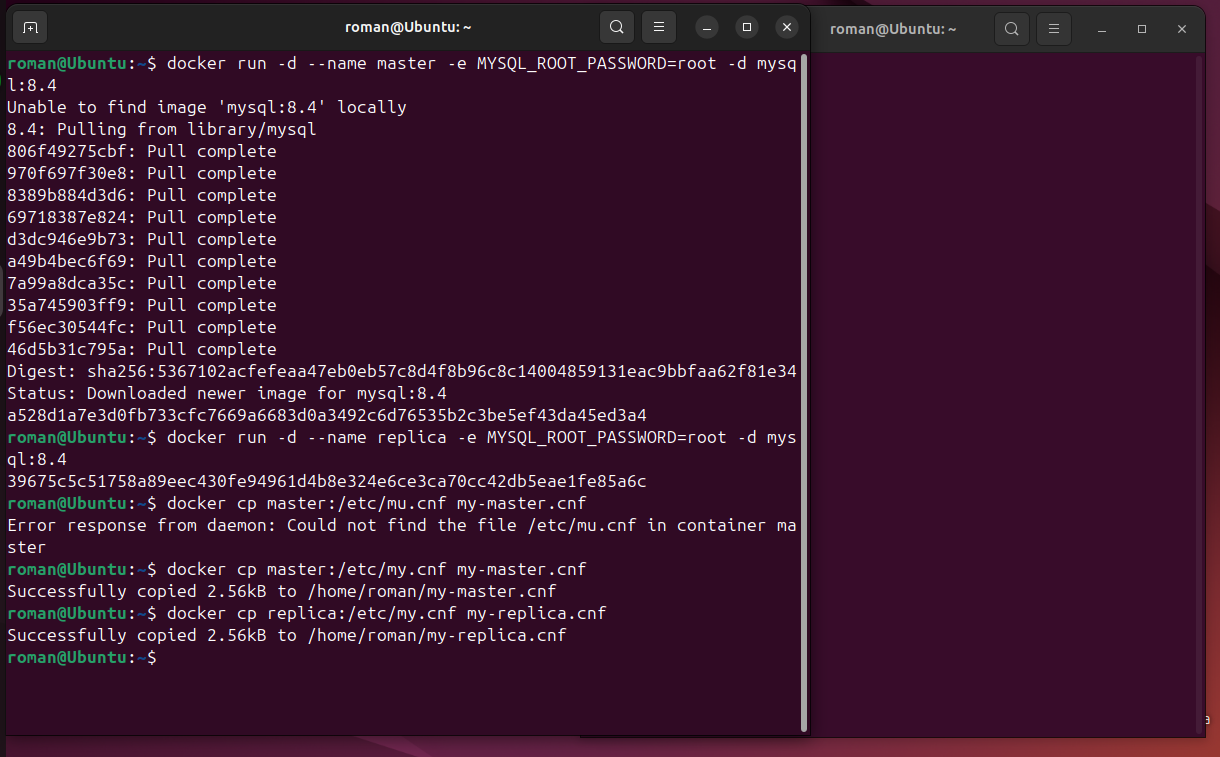 roman@Ubuntu: ~
roman@Ubuntu: ~
roman@Ubuntu:~$ docker run -d --name master -e MYSQL_ROOT_PASSWORD=root -d mysq
l:8.4
Unable to find image 'mysql:8.4' locally
8.4: Pulling from library/mysql
806f49275cbf: Pull complete
970f697f30e8: Pull complete
8389b884d3d6: Pull complete
69718387e824: Pull complete
d3dc946e9b73: Pull complete
a49b4bec6f69: Pull complete
7a99a8dca35c: Pull complete
35a745903ff9: Pull complete
f56ec30544fc: Pull complete
46d5b31c795a: Pull complete
Digest: sha256:5367102acfefeaa47eb0eb57c8d4f8b96c8c14004859131eac9bbfaa62f81e34
Status: Downloaded newer image for mysql:8.4
a528d1a7e3d0fb733cfc7669a6683d0a3492c6d76535b2c3be5ef43da45ed3a4
roman@Ubuntu:~$ docker run -d --name replica -e MYSQL_ROOT_PASSWORD=root -d mys
ql:8.4
39675c5c51758a89eec430fe94961d4b8e324e6ce3ca70cc42db5eae1fe85a6c
roman@Ubuntu:~$ docker cp master:/etc/mu.cnf my-master.cnf
Error response from daemon: Could not find the file /etc/mu.cnf in container ma
ster
roman@Ubuntu:~$ docker cp master:/etc/my.cnf my-master.cnf
Successfully copied 2.56kB to /home/roman/my-master.cnf
roman@Ubuntu:~$ docker cp replica:/etc/my.cnf my-replica.cnf
Successfully copied 2.56kB to /home/roman/my-replica.cnf
roman@Ubuntu:~$